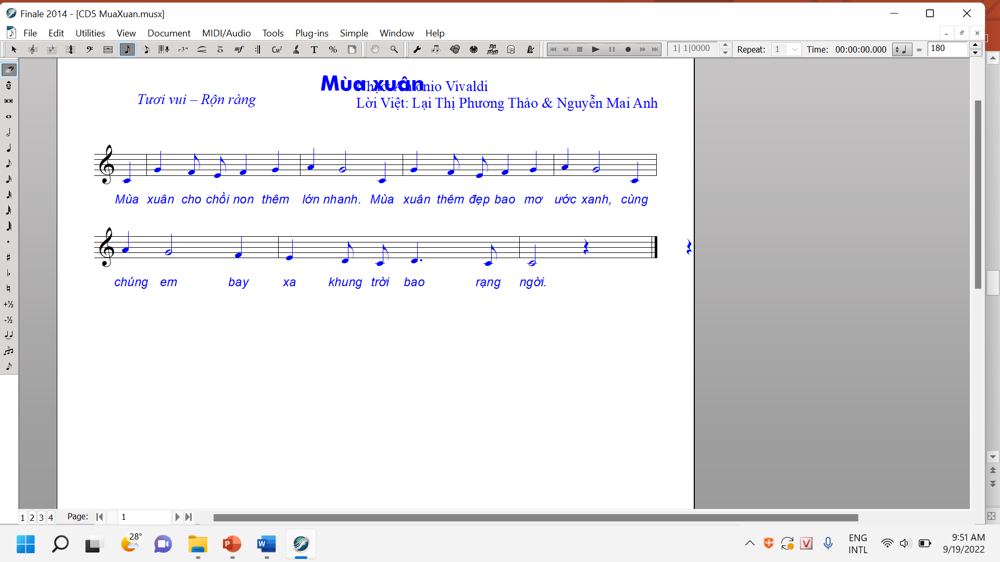 Finale 2014 - [CD5 MuaXuan.musx]
File Edit Utilities View Document MIDI/Audio Tools Plug-ins Simple Window Help
1| 1|0000 Repeat: 1 Time: 00:00:00.000 = 180
Mùa xuân
Nhạc: Antonio Vivaldi
Tươi vui – Rộn ràng
Lời Việt: Lại Thị Phương Thảo & Nguyễn Mai Anh
Mùa xuân cho chồi non thêm lớn nhanh. Mùa xuân thêm đẹp bao mơ ước xanh, cùng
chúng em bay xa khung trời bao rạng ngời.
1 2 3 4 Page: 1
28°
ENG
INTL
9:51 AM
9/19/2022